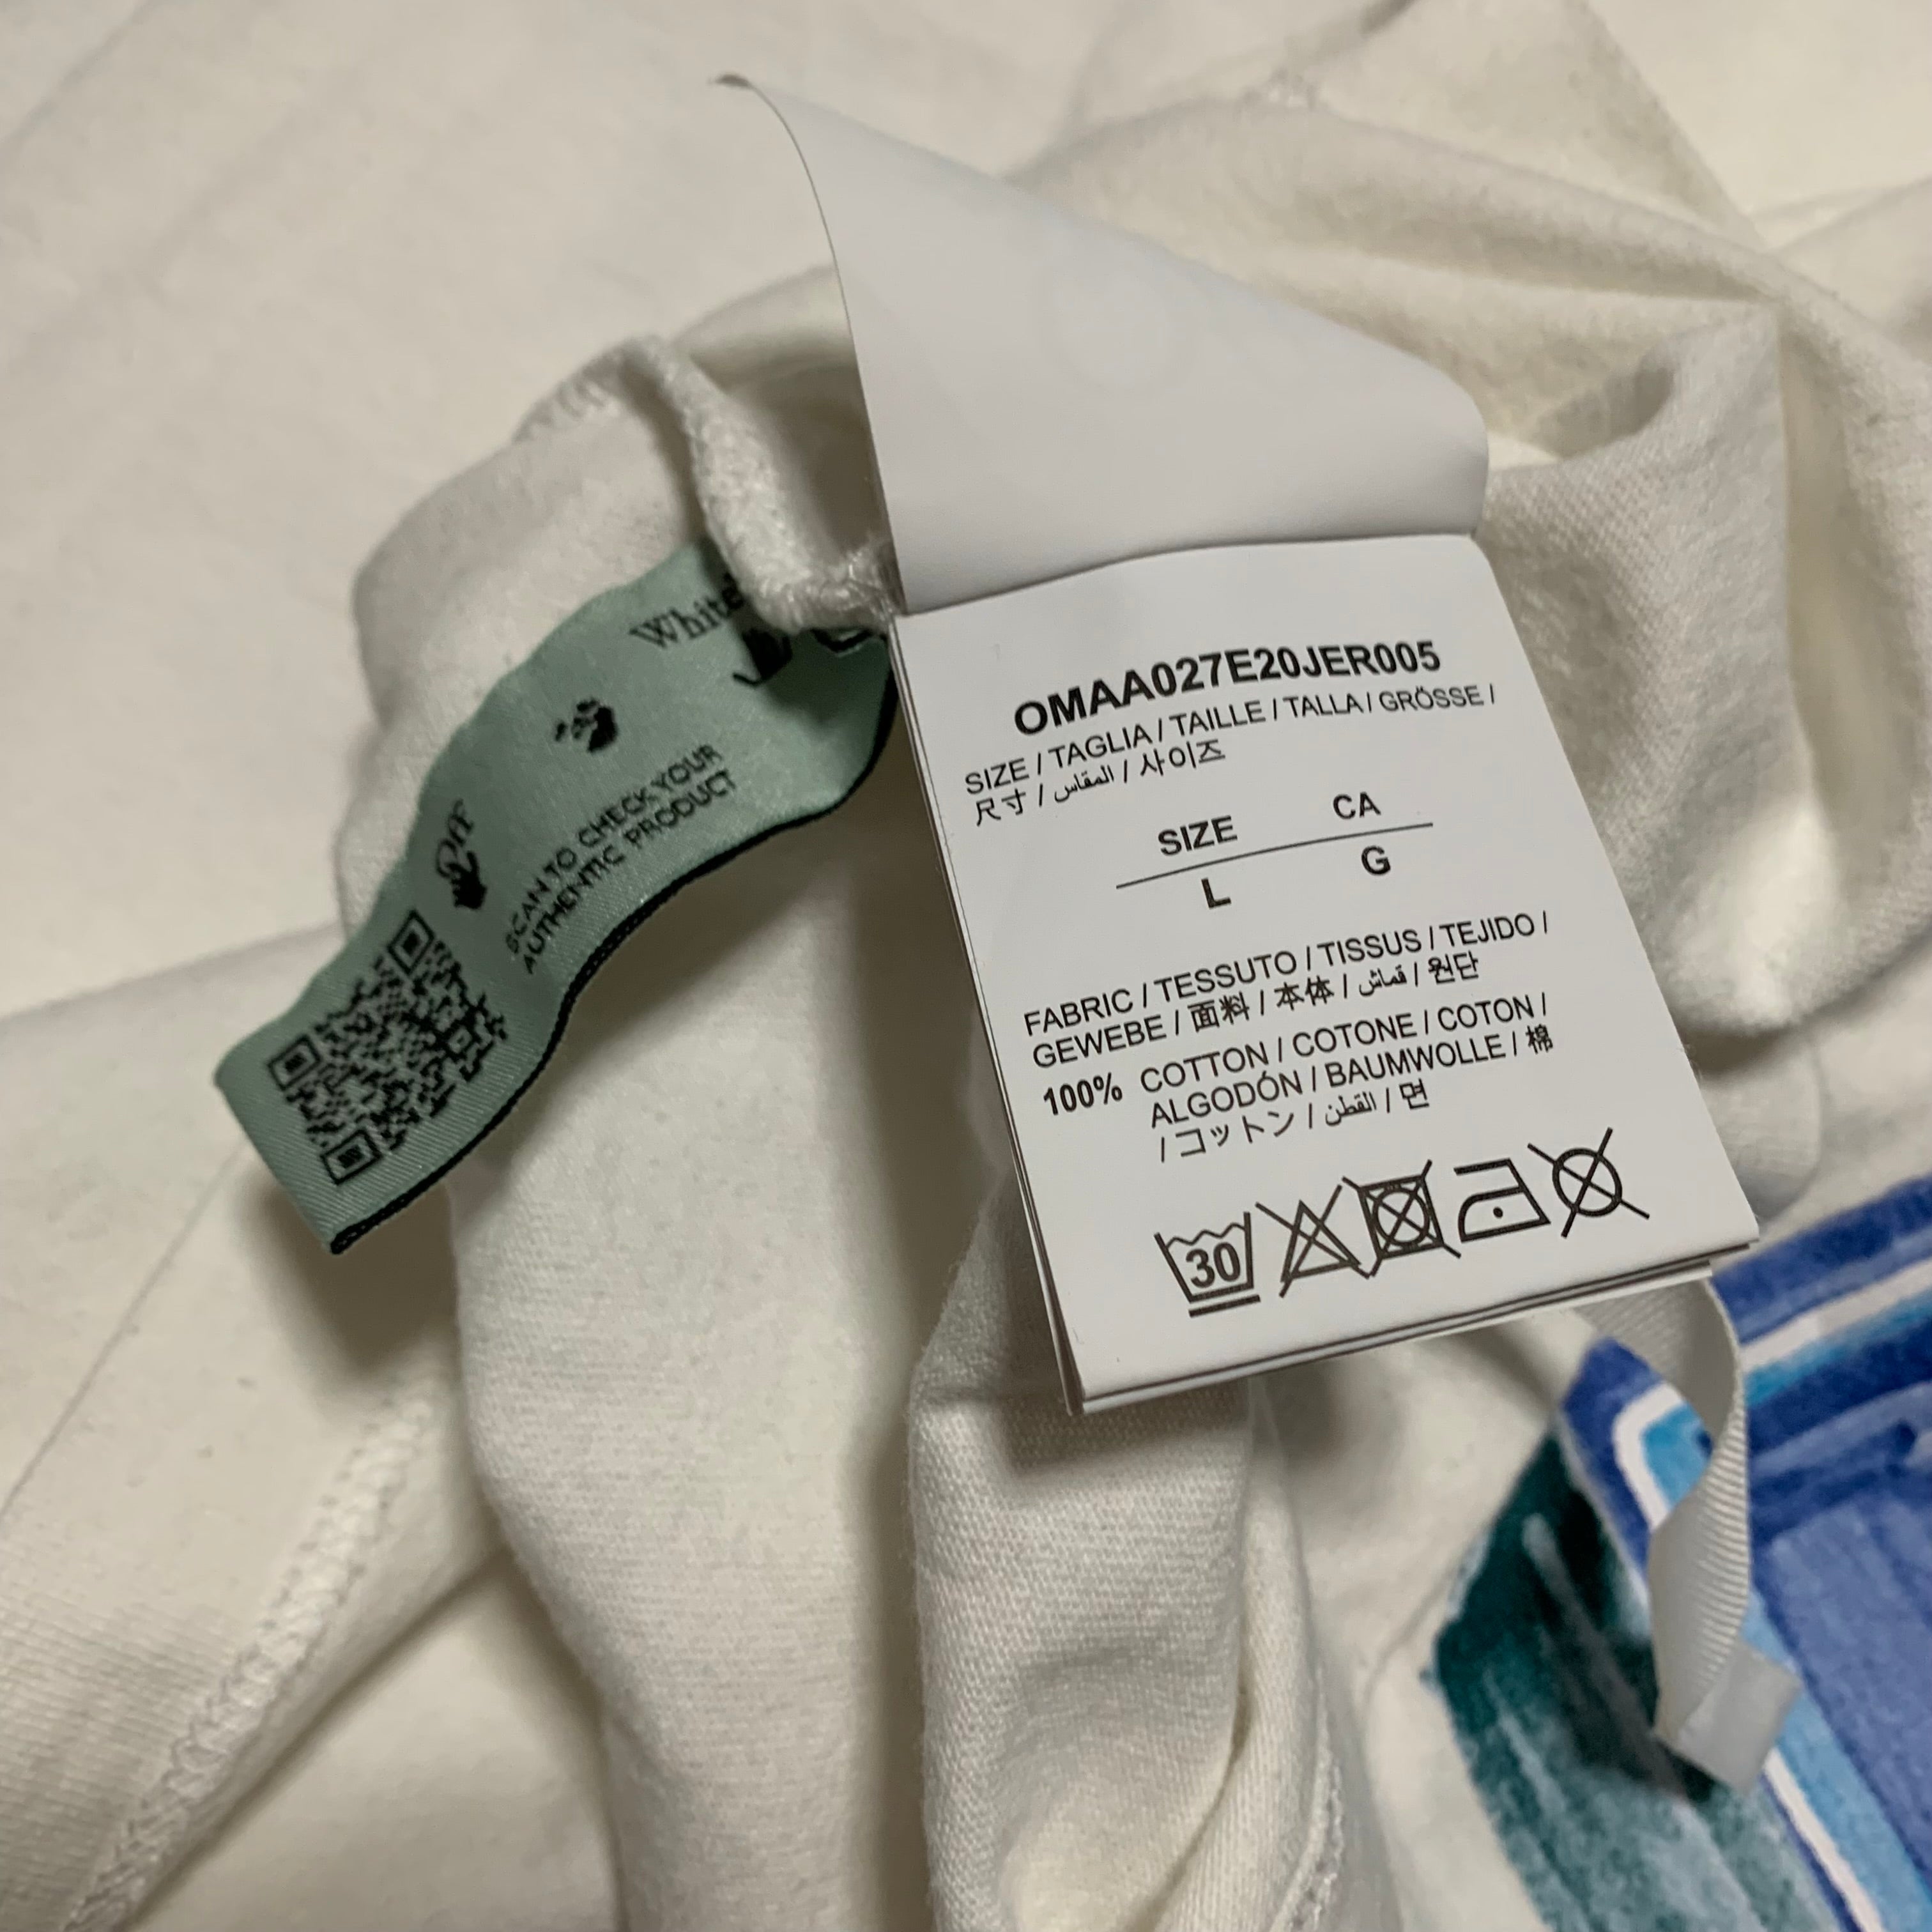 White
Off
SCAN TO CHECK YOUR
AUTHENTIC PRODUCT
OMAA027E20JER005
SIZE / TAGLIA / TAILLE / TALLA / GRÖSSE /
尺寸 / المقاس / 사이즈
SIZE CA
L G
FABRIC / TESSUTO / TISSUS / TEJIDO /
GEWEBE / 面料 / 本体 / قماش / 원단
100% COTTON / COTONE / COTON /
ALGODÓN / BAUMWOLLE / 棉
/ コットン / القطن / 면
30